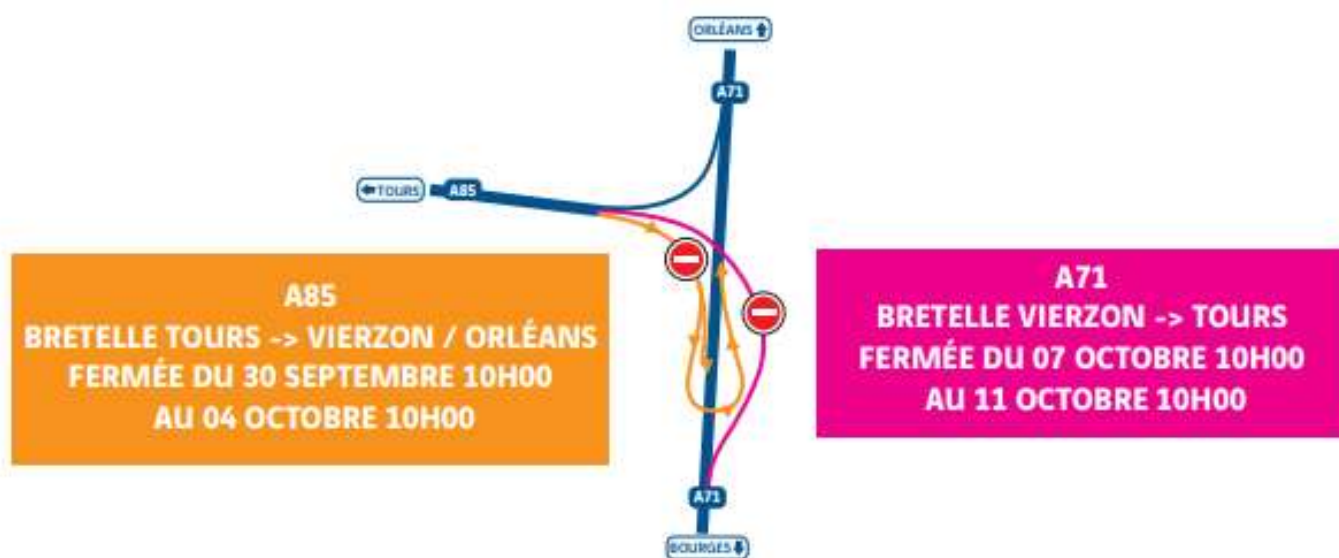 ORLÉANS
A71
TOURS
A85
A85
BRETELLE TOURS -> VIERZON / ORLÉANS
FERMÉE DU 30 SEPTEMBRE 10H00
AU 04 OCTOBRE 10H00
A71
BRETELLE VIERZON -> TOURS
FERMÉE DU 07 OCTOBRE 10H00
AU 11 OCTOBRE 10H00
A71
BOURGES